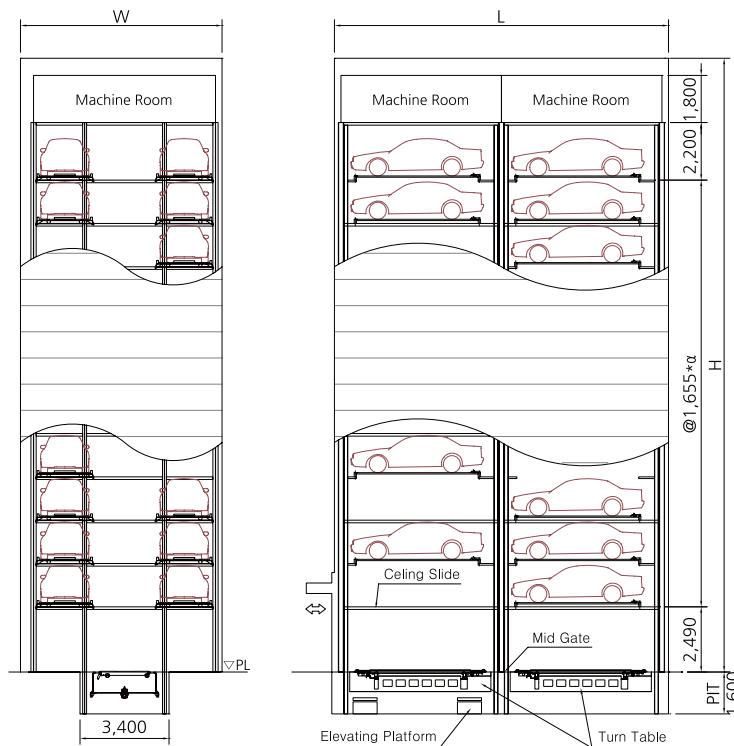 W
L
Machine Room
Machine Room
Machine Room
1,800
2,200
H
@1,655*α
Celing Slide
2,490
Mid Gate
▽PL
PIT
1,600
3,400
Elevating Platform
Turn Table